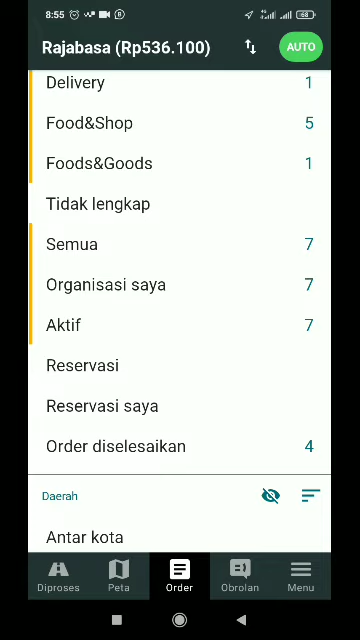 8:55
68
Rajabasa (Rp536.100)
AUTO
Delivery 1
Food&Shop 5
Foods&Goods 1
Tidak lengkap
Semua 7
Organisasi saya 7
Aktif 7
Reservasi
Reservasi saya
Order diselesaikan 4
Daerah
Antar kota
Diproses Peta Order Obrolan Menu